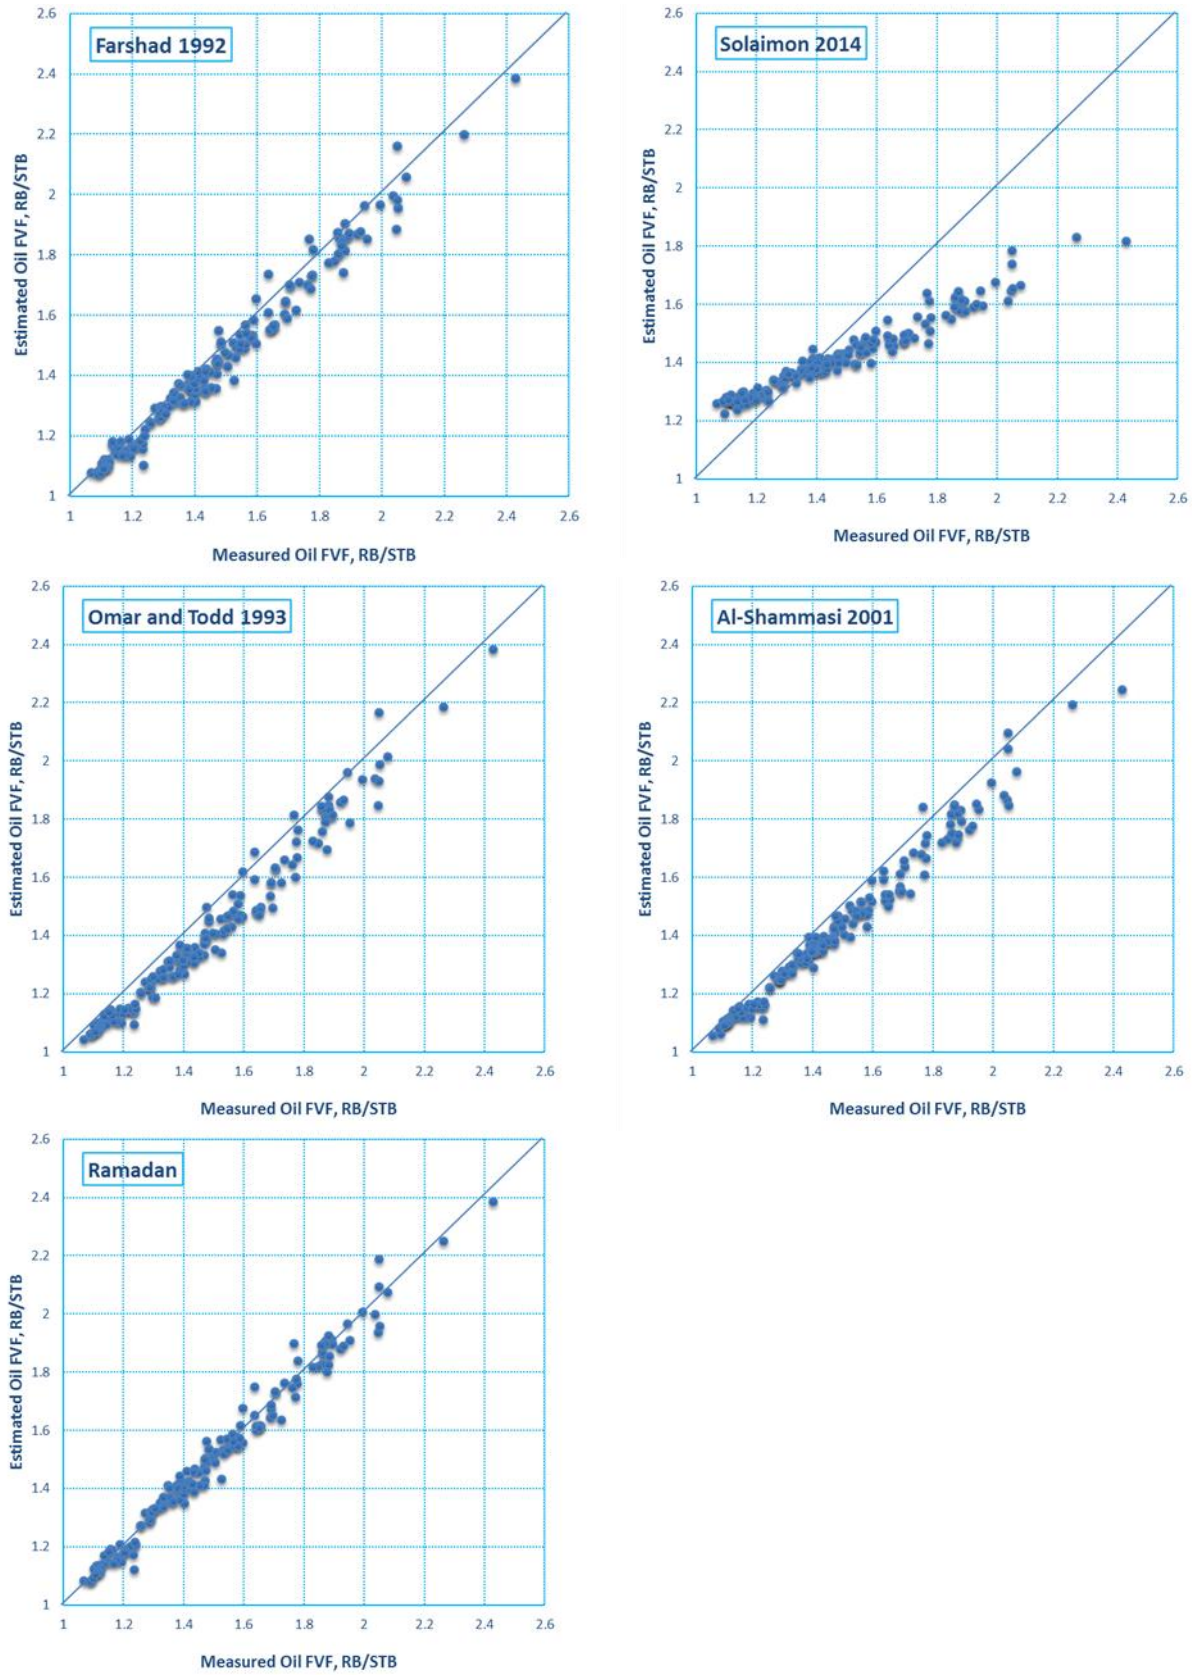 Farshad 1992
Estimated Oil FVF, RB/STB
2.6
2.4
2.2
2
1.8
1.6
1.4
1.2
1
1 1.2 1.4 1.6 1.8 2 2.2 2.4 2.6
Measured Oil FVF, RB/STB
Solaimon 2014
Estimated Oil FVF, RB/STB
2.6
2.4
2.2
2
1.8
1.6
1.4
1.2
1
1 1.2 1.4 1.6 1.8 2 2.2 2.4 2.6
Measured Oil FVF, RB/STB
Omar and Todd 1993
Estimated Oil FVF, RB/STB
2.6
2.4
2.2
2
1.8
1.6
1.4
1.2
1
1 1.2 1.4 1.6 1.8 2 2.2 2.4 2.6
Measured Oil FVF, RB/STB
Al-Shammasi 2001
Estimated Oil FVF, RB/STB
2.6
2.4
2.2
2
1.8
1.6
1.4
1.2
1
1 1.2 1.4 1.6 1.8 2 2.2 2.4 2.6
Measured Oil FVF, RB/STB
Ramadan
Estimated Oil FVF, RB/STB
2.6
2.4
2.2
2
1.8
1.6
1.4
1.2
1
1 1.2 1.4 1.6 1.8 2 2.2 2.4 2.6
Measured Oil FVF, RB/STB